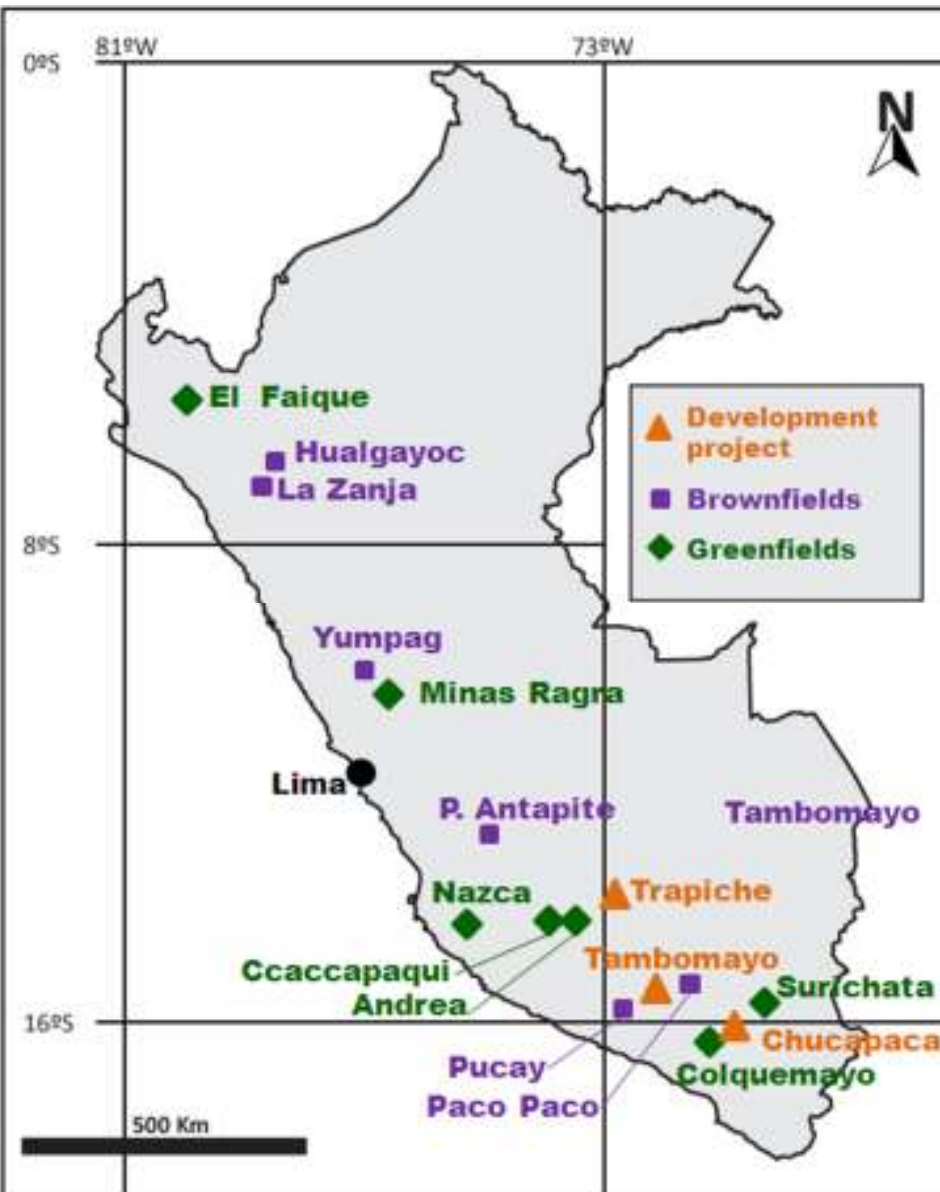 81ºW
73ºW
0ºS
N
El Faique
Development
project
Hualgayoc
La Zanja
Brownfields
8ºS
Greenfields
Yumpag
Minas Ragra
Lima
P. Antapite
Tambomayo
Nazca
Trapiche
Ccaccapaqui
Tambomayo
Andrea
Surichata
16ºS
Chucapaca
Pucay
Colquemayo
Paco Paco
500 Km